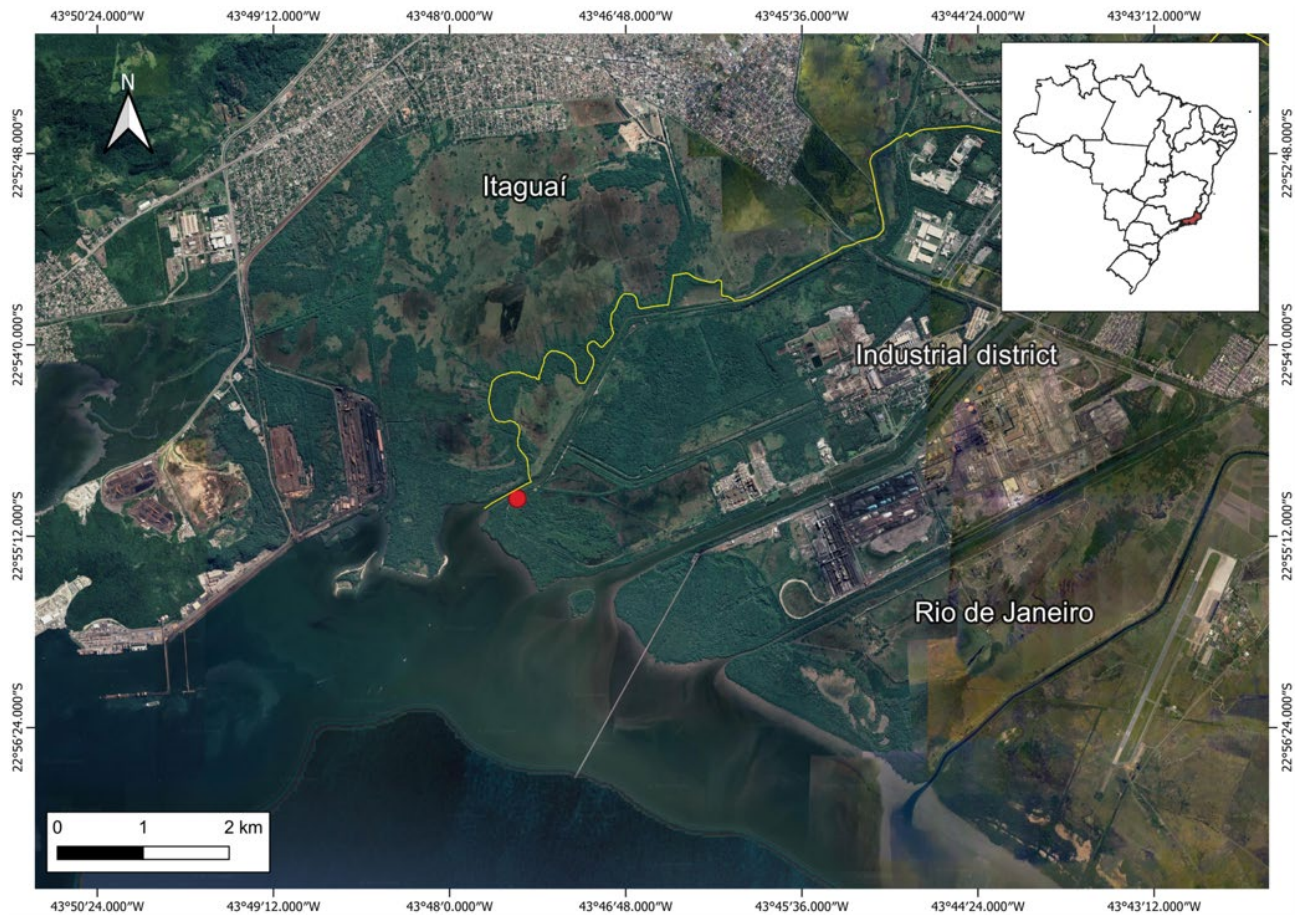 43°50'24.000"W 43°49'12.000"W 43°48'0.000"W 43°46'48.000"W 43°45'36.000"W 43°44'24.000"W 43°43'12.000"W
N
22°52'48.000"S 22°52'48.000"S
Itaguaí
22°54'0.000"S 22°54'0.000"S
Industrial district
22°55'12.000"S 22°55'12.000"S
Rio de Janeiro
22°56'24.000"S 22°56'24.000"S
0 1 2 km
43°50'24.000"W 43°49'12.000"W 43°48'0.000"W 43°46'48.000"W 43°45'36.000"W 43°44'24.000"W 43°43'12.000"W